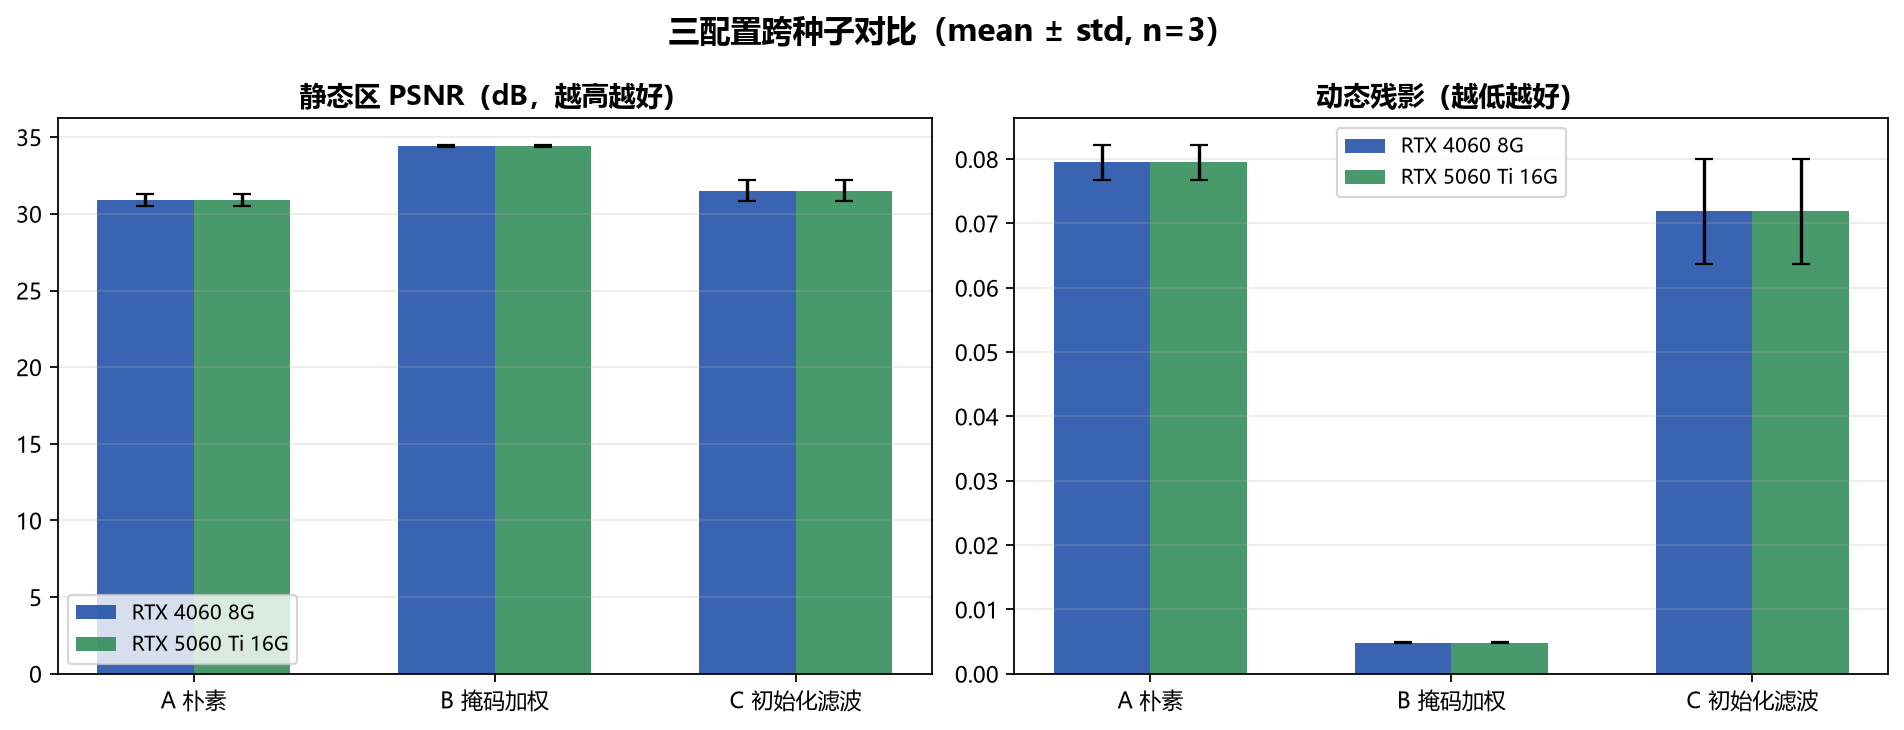 三配置跨种子对比（mean ± std, n=3）
静态区 PSNR（dB，越高越好）
35
30
25
20
15
10
5
0
RTX 4060 8G
RTX 5060 Ti 16G
A 朴素
B 掩码加权
C 初始化滤波
动态残影（越低越好）
0.08
0.07
0.06
0.05
0.04
0.03
0.02
0.01
0.00
RTX 4060 8G
RTX 5060 Ti 16G
A 朴素
B 掩码加权
C 初始化滤波